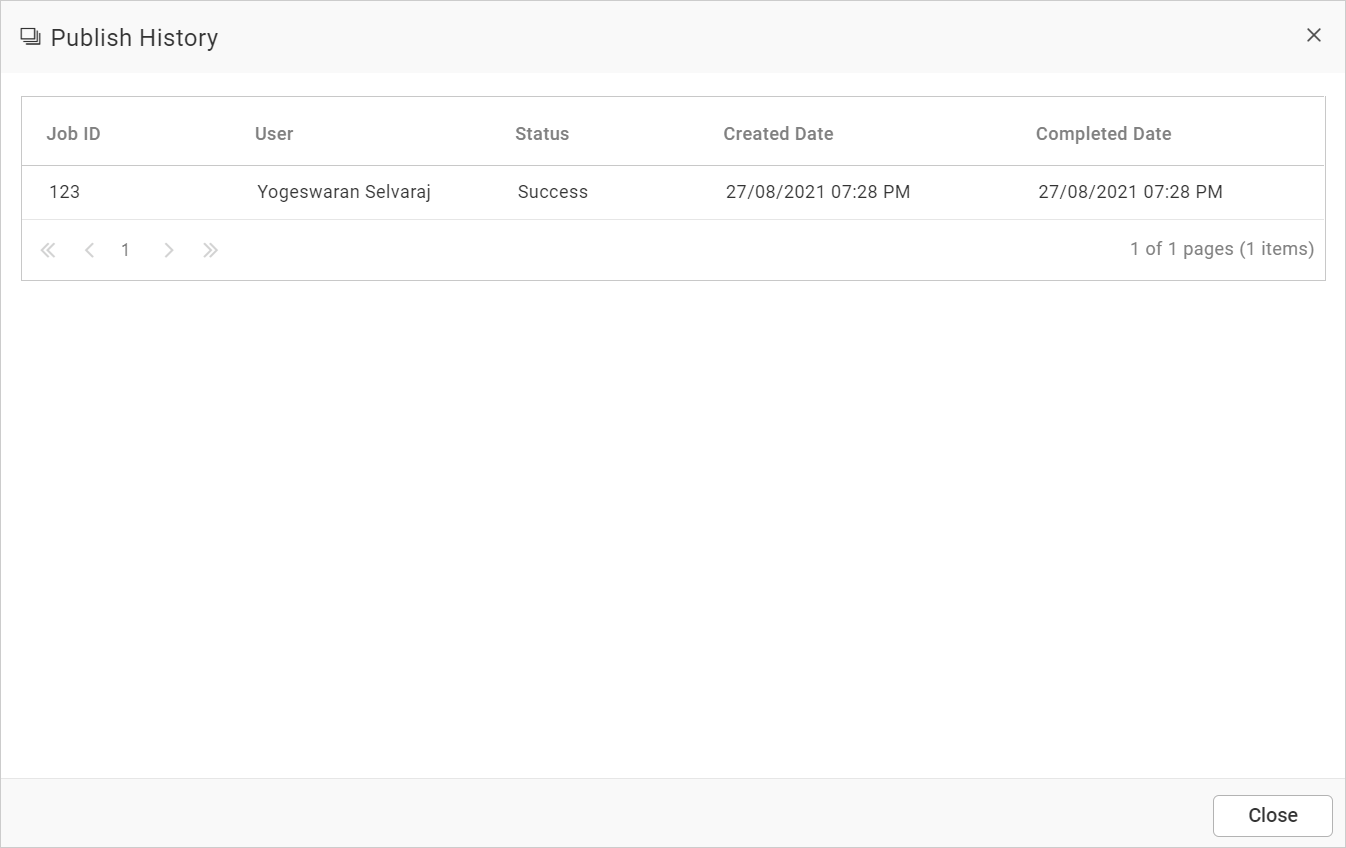 Publish History
Job ID User Status Created Date Completed Date
123 Yogeswaran Selvaraj Success 27/08/2021 07:28 PM 27/08/2021 07:28 PM
1 1 of 1 pages (1 items)
Close